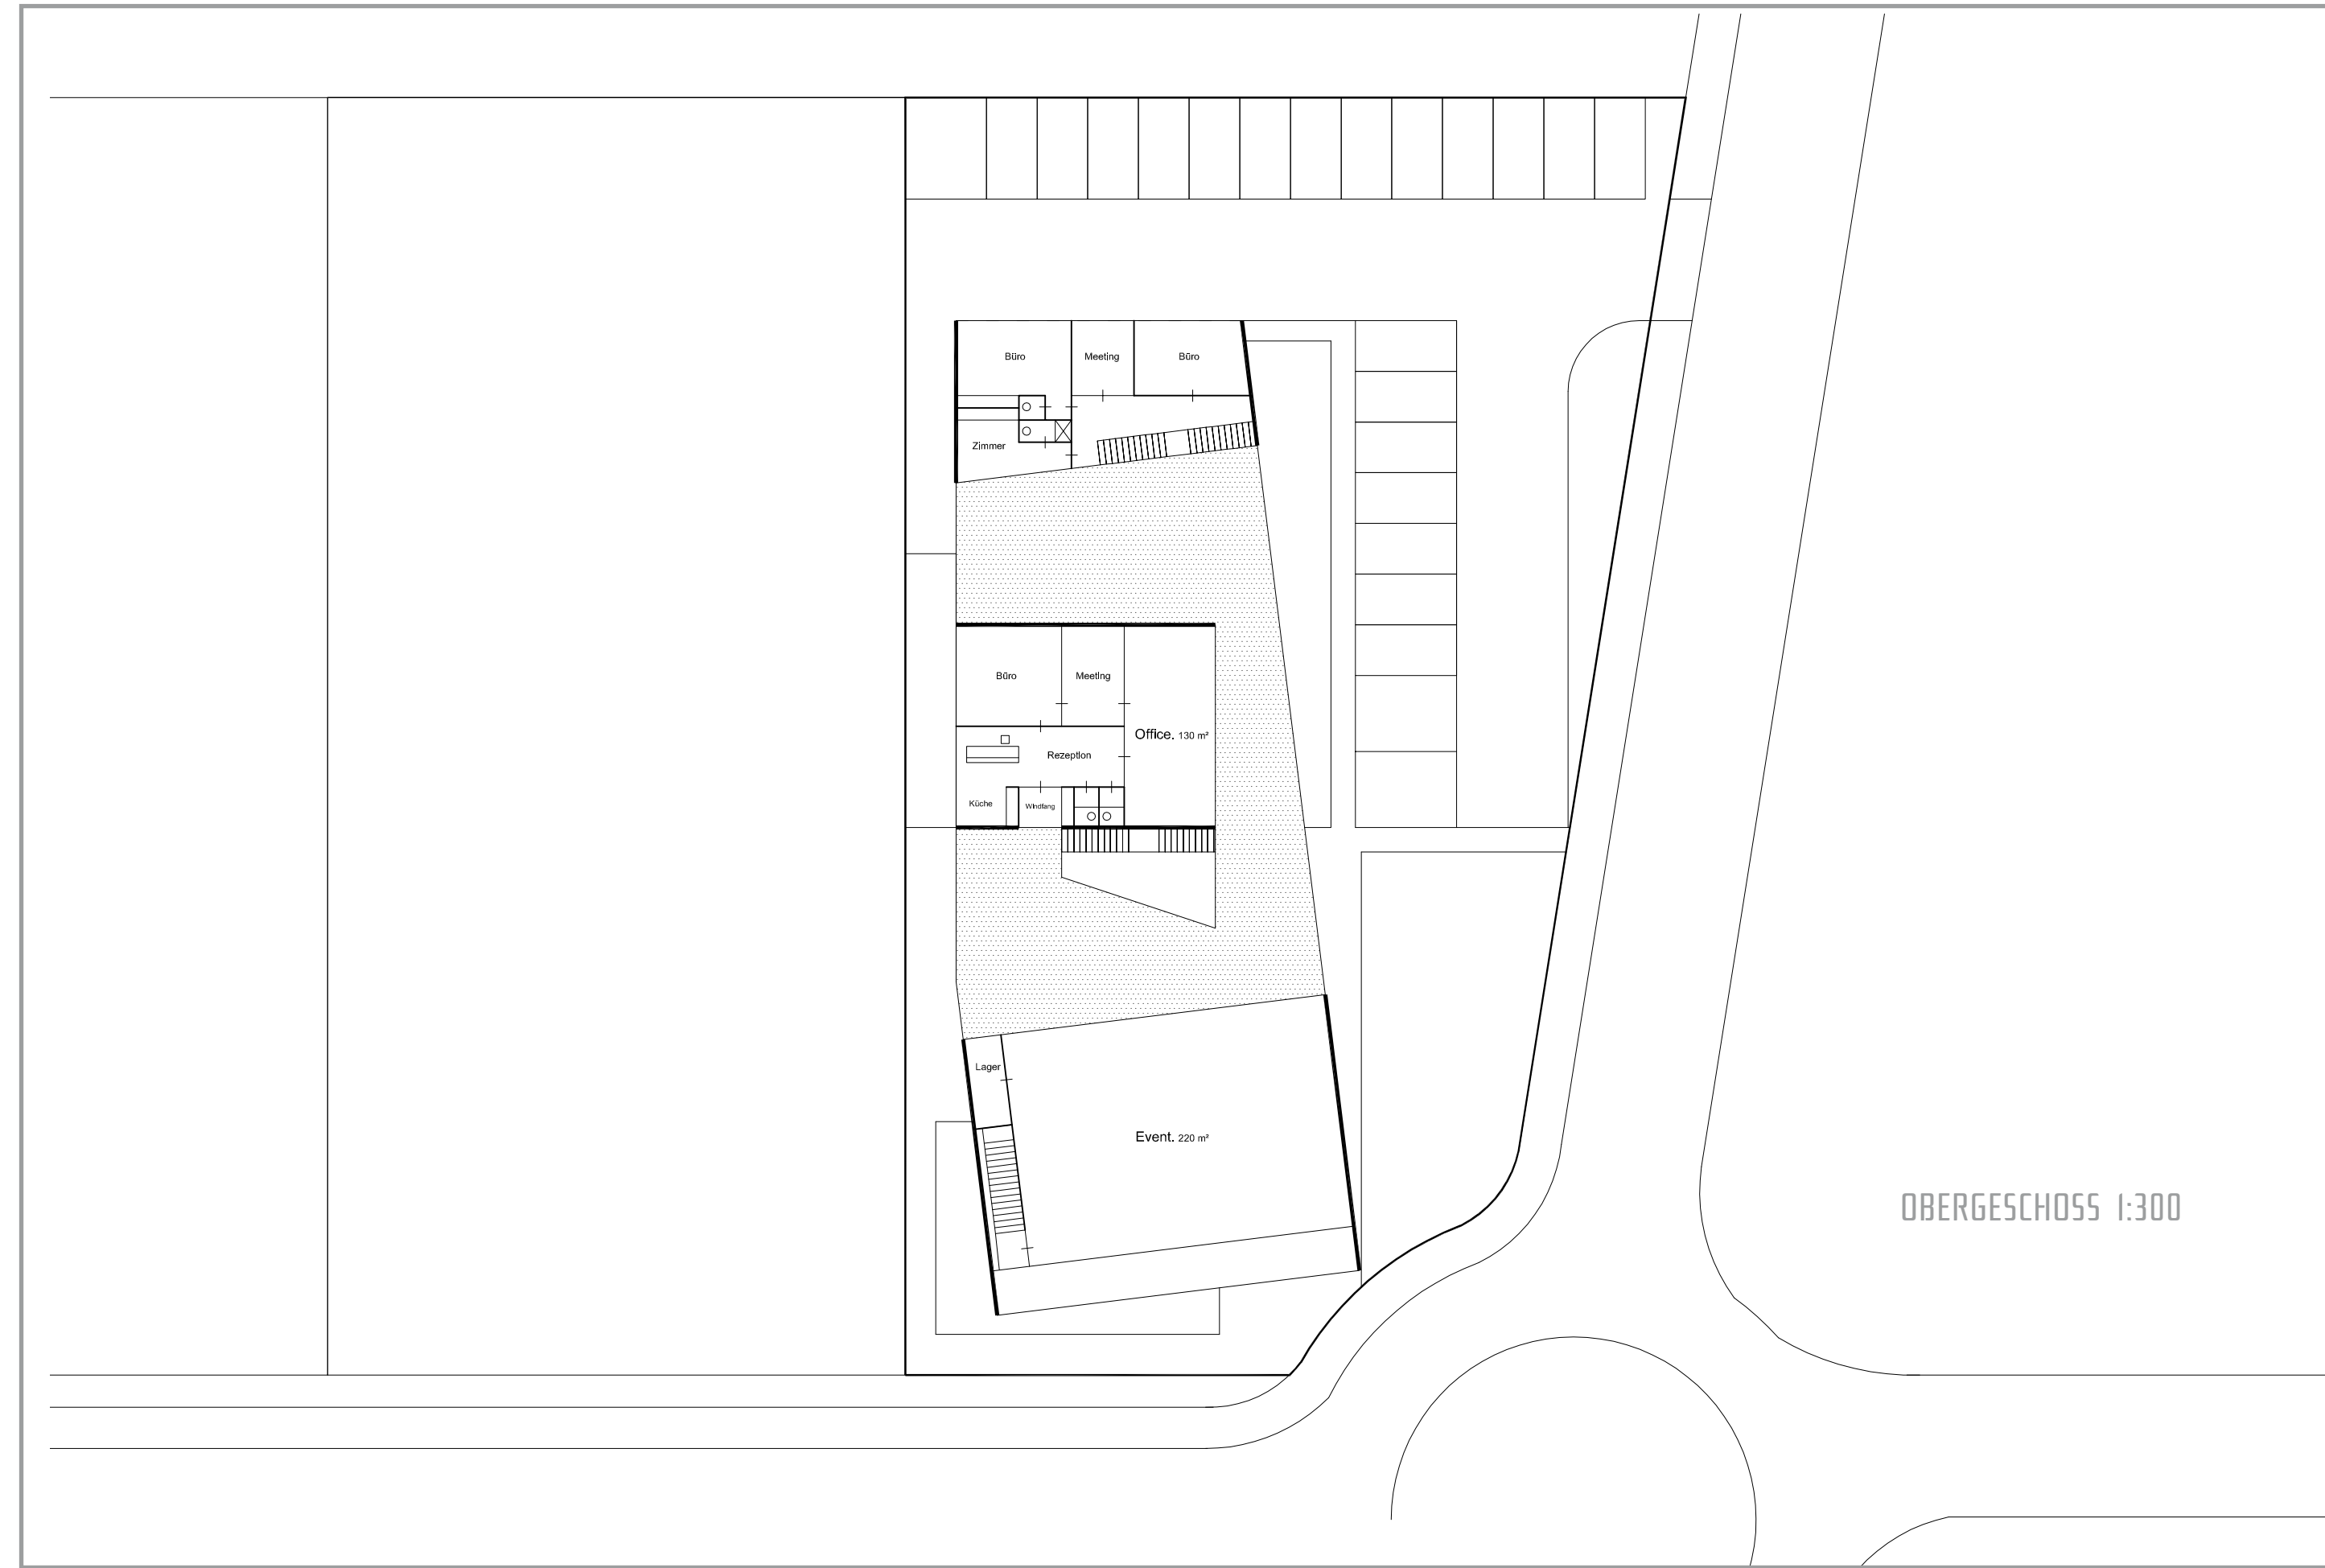 Büro
Meeting
Büro
Zimmer
Büro
Meeting
Office. 130 m²
Rezeption
Küche
Windfang
Lager
Event. 220 m²
OBERGESCHOSS 1:300